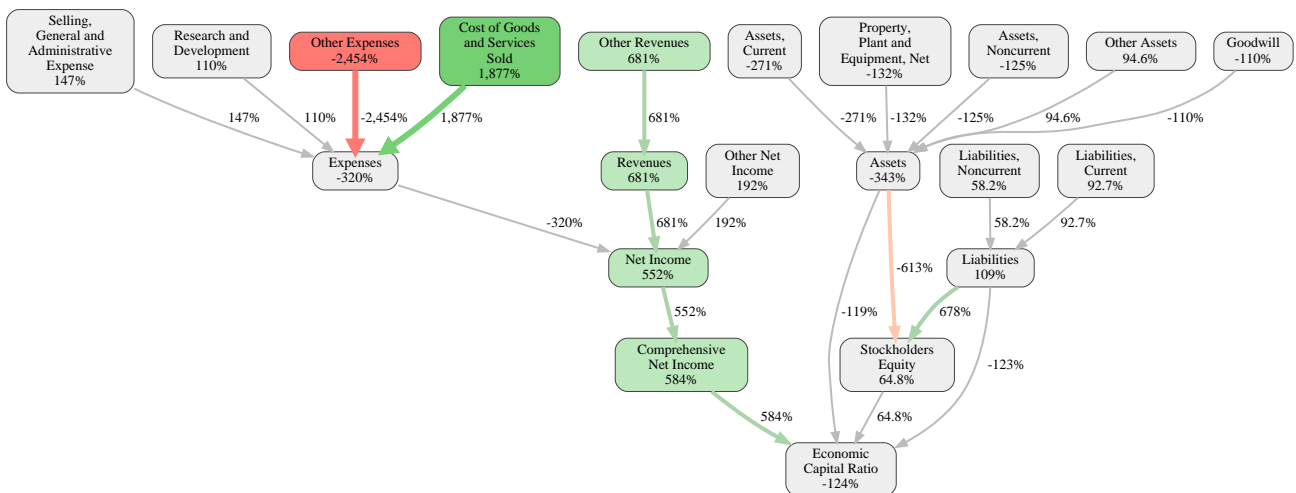 Selling,
General and
Administrative
Expense
147%
Research and
Development
110%
Other Expenses
-2,454%
Cost of Goods
and Services
Sold
1,877%
Other Revenues
681%
Assets,
Current
-271%
Property,
Plant and
Equipment, Net
-132%
Assets,
Noncurrent
-125%
Other Assets
94.6%
Goodwill
-110%
147%
110%
-2,454%
1,877%
681%
-271%
-132%
-125%
94.6%
-110%
Expenses
-320%
Revenues
681%
Other Net
Income
192%
Assets
-343%
Liabilities,
Noncurrent
58.2%
Liabilities,
Current
92.7%
-320%
681%
192%
58.2%
92.7%
Net Income
552%
Liabilities
109%
-613%
552%
-119%
678%
Comprehensive
Net Income
584%
Stockholders
Equity
64.8%
-123%
584%
64.8%
Economic
Capital Ratio
-124%